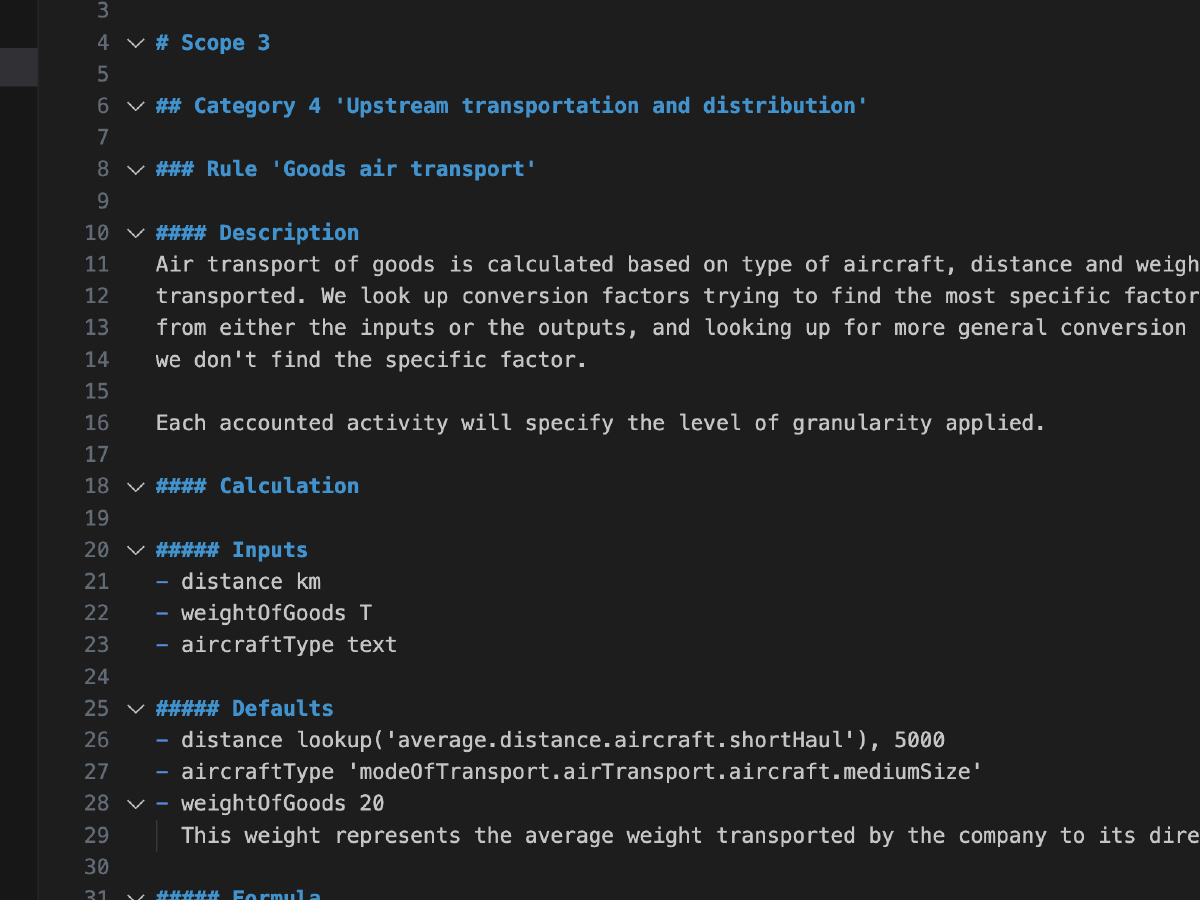 3
4 # Scope 3
5
6 ## Category 4 'Upstream transportation and distribution'
7
8 ### Rule 'Goods air transport'
9
10 #### Description
11 Air transport of goods is calculated based on type of aircraft, distance and weigh
12 transported. We look up conversion factors trying to find the most specific factor
13 from either the inputs or the outputs, and looking up for more general conversion
14 we don't find the specific factor.
15
16 Each accounted activity will specify the level of granularity applied.
17
18 #### Calculation
19
20 ##### Inputs
21 - distance km
22 - weightOfGoods T
23 - aircraftType text
24
25 ##### Defaults
26 - distance lookup('average.distance.aircraft.shortHaul'), 5000
27 - aircraftType 'modeOfTransport.airTransport.aircraft.mediumSize'
28 - weightOfGoods 20
29 This weight represents the average weight transported by the company to its dire
30
31 ##### Formula